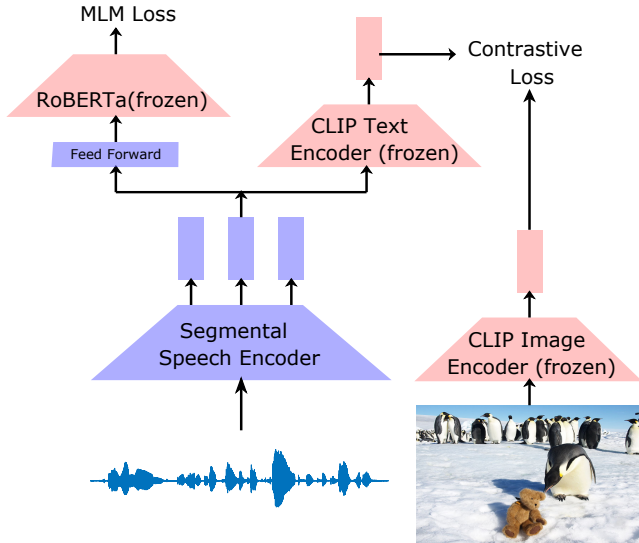 MLM Loss
RoBERTa(frozen)
Feed Forward
CLIP Text
Encoder (frozen)
Contrastive
Loss
Segmental
Speech Encoder
CLIP Image
Encoder (frozen)